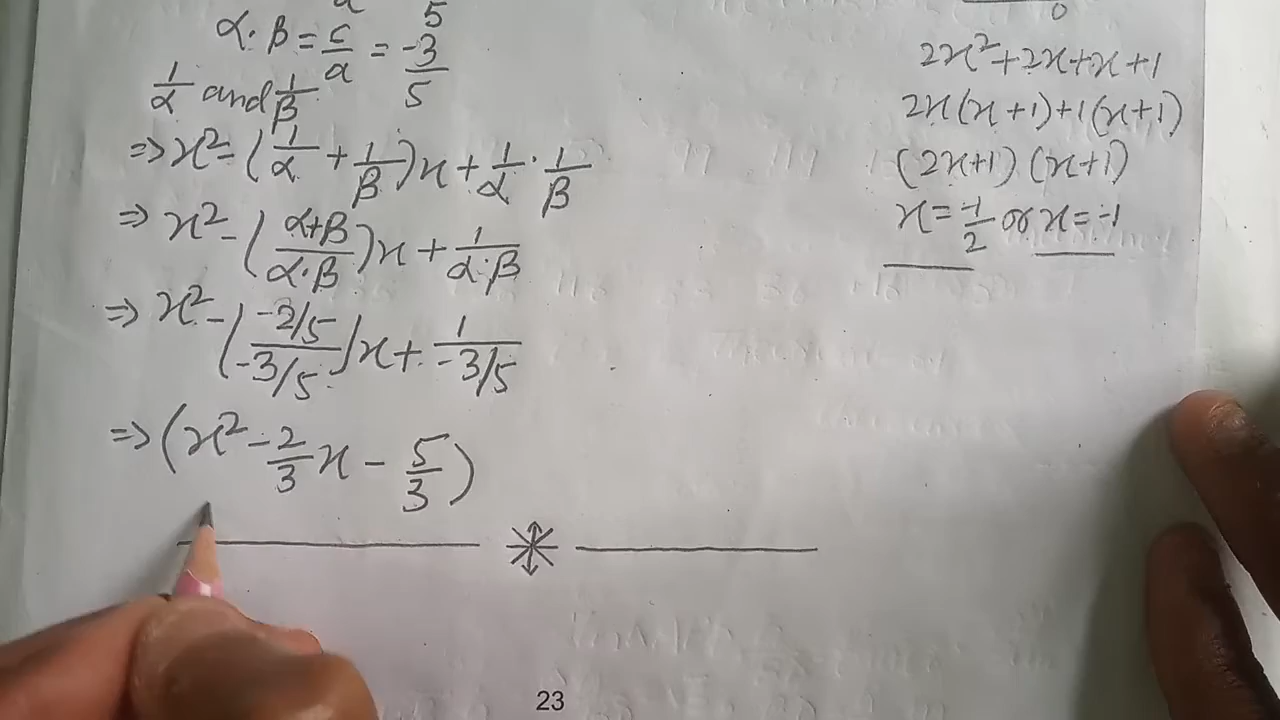 α·β = c/a = -3/5
1/α and 1/β
⇒ x² - (1/α + 1/β)x + 1/α · 1/β
⇒ x² - (α+β/α·β)x + 1/α·β
⇒ x² - (-2/5/-3/5)x + 1/-3/5
⇒ (x² - 2/3 x - 5/3)
0
2x²+2x+x+1
2x(x+1)+1(x+1)
(2x+1) (x+1)
x = -1/2 or x = -1
23